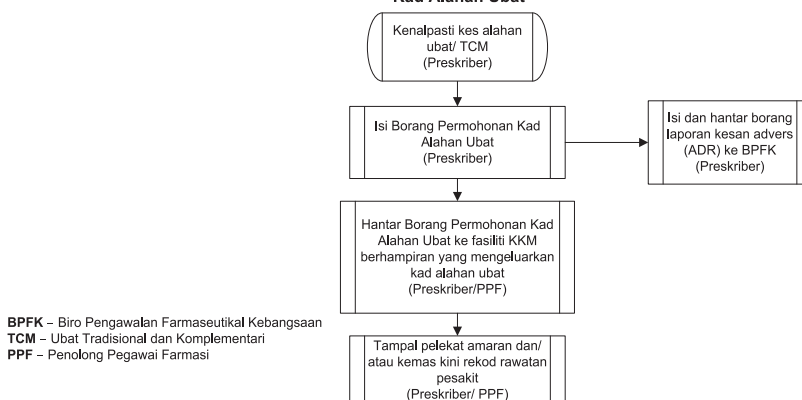 Kad Alahan Ubat
Kenalpasti kes alahan
ubat/ TCM
(Preskriber)
Isi Borang Permohonan Kad
Alahan Ubat
(Preskriber)
Isi dan hantar borang
laporan kesan advers
(ADR) ke BPFK
(Preskriber)
Hantar Borang Permohonan Kad
Alahan Ubat ke fasiliti KKM
berhampiran yang mengeluarkan
kad alahan ubat
(Preskriber/PPF)
BPFK – Biro Pengawalan Farmaseutikal Kebangsaan
TCM – Ubat Tradisional dan Komplementari
PPF – Penolong Pegawai Farmasi
Tampal pelekat amaran dan/
atau kemas kini rekod rawatan
pesakit
(Preskriber/ PPF)